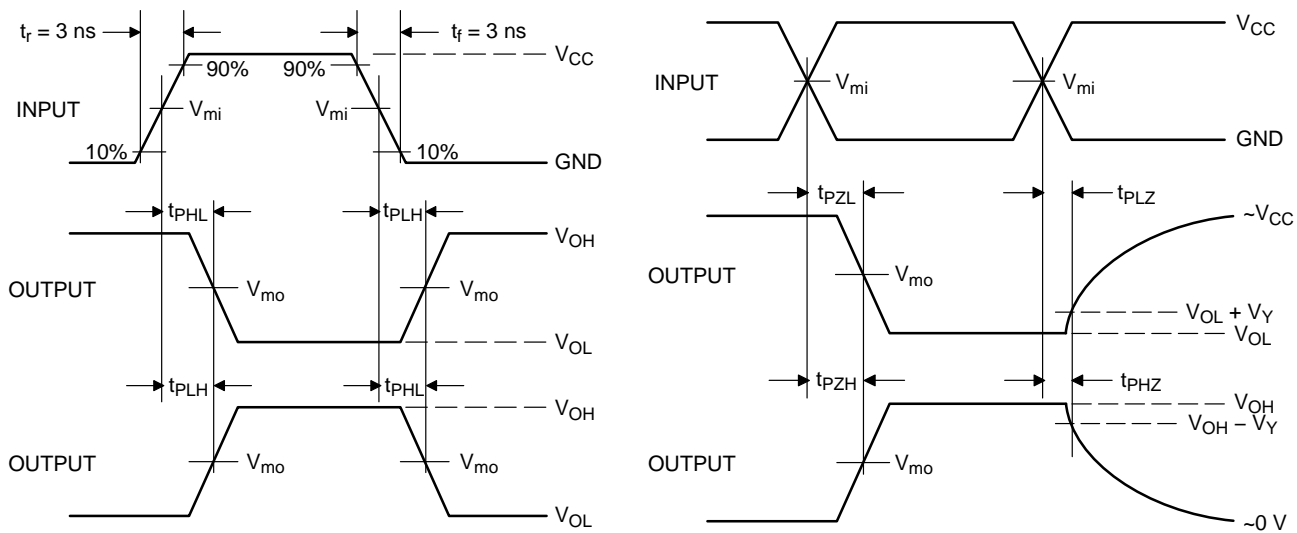 t_r = 3 ns
t_f = 3 ns
V_CC
90%
90%
INPUT
V_mi
V_mi
10%
10%
GND
t_PHL
t_PLH
V_OH
OUTPUT
V_mo
V_mo
V_OL
t_PLH
t_PHL
V_OH
OUTPUT
V_mo
V_mo
V_OL
V_CC
INPUT
V_mi
V_mi
GND
t_PZL
t_PLZ
~V_CC
OUTPUT
V_mo
V_OL + V_Y
V_OL
t_PZH
t_PHZ
V_OH
V_OH – V_Y
OUTPUT
V_mo
~0 V